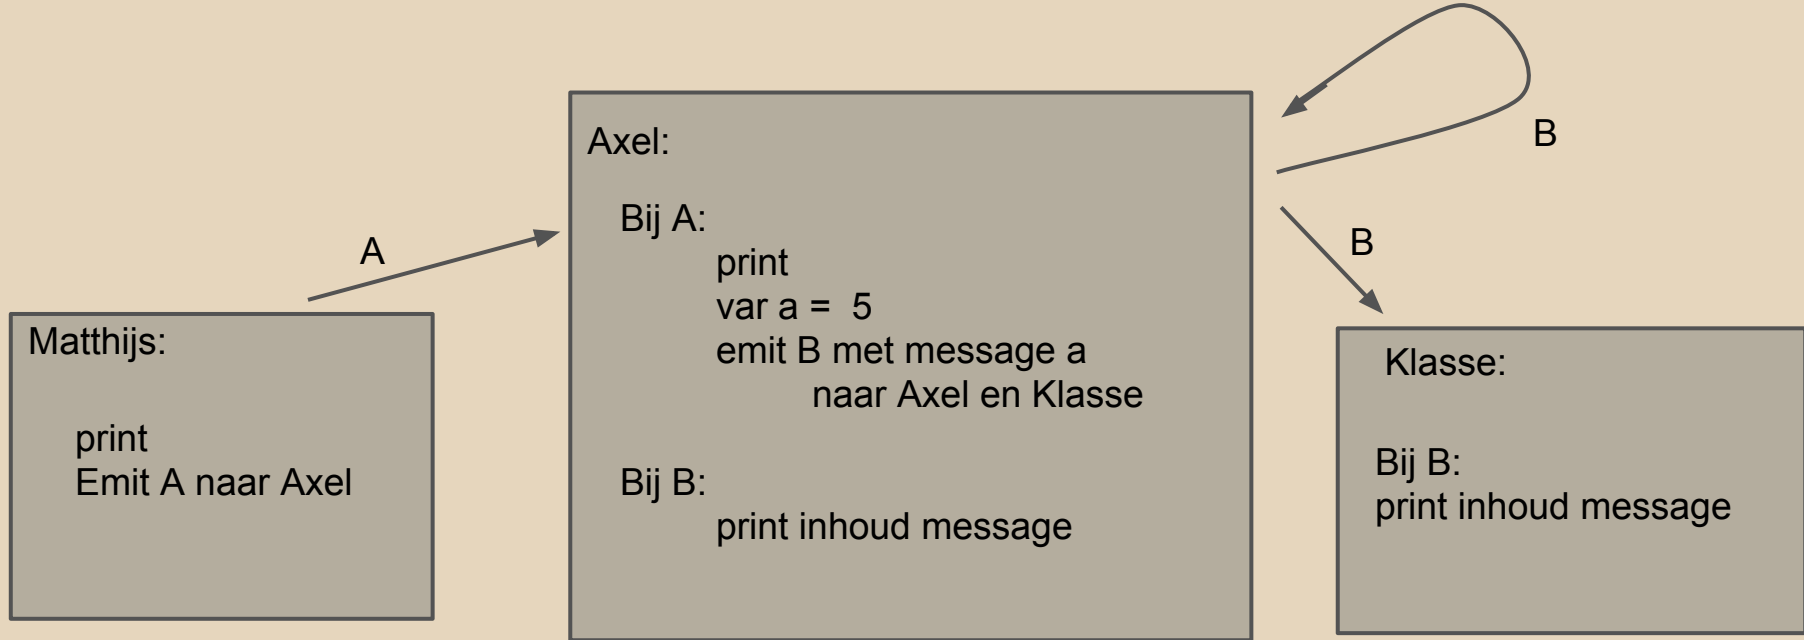 A
Matthijs:
print
Emit A naar Axel
Axel:
Bij A:
print
var a = 5
emit B met message a
naar Axel en Klasse
Bij B:
print inhoud message
B
B
Klasse:
Bij B:
print inhoud message